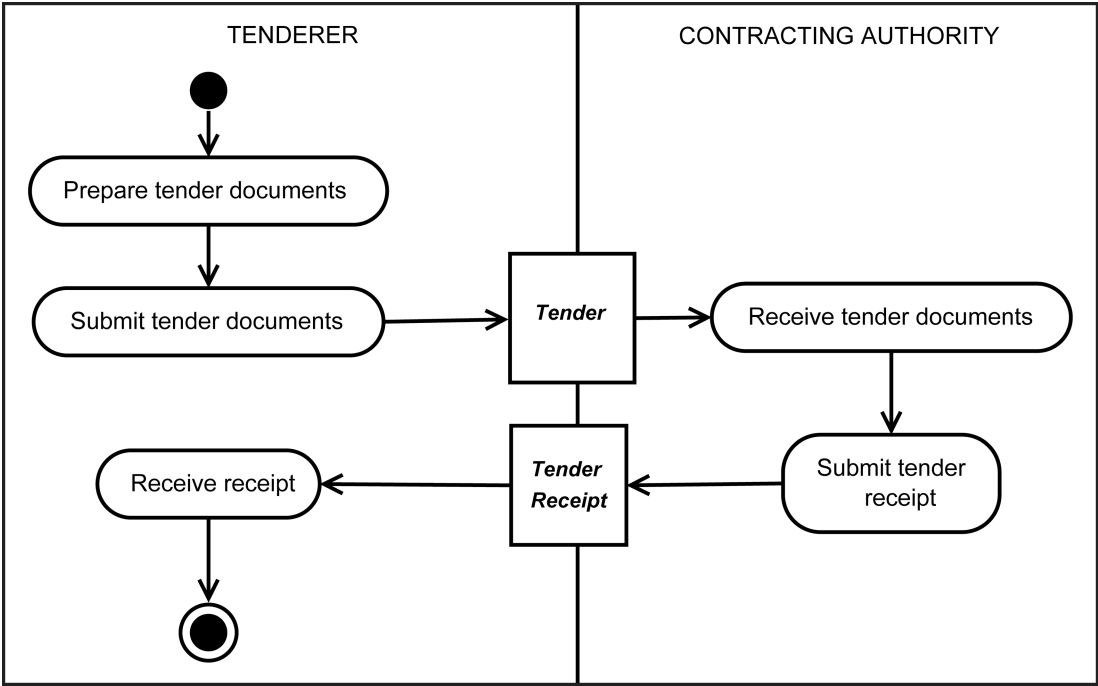 TENDERER
CONTRACTING AUTHORITY
Prepare tender documents
Submit tender documents
Tender
Receive tender documents
Receive receipt
Tender
Receipt
Submit tender
receipt